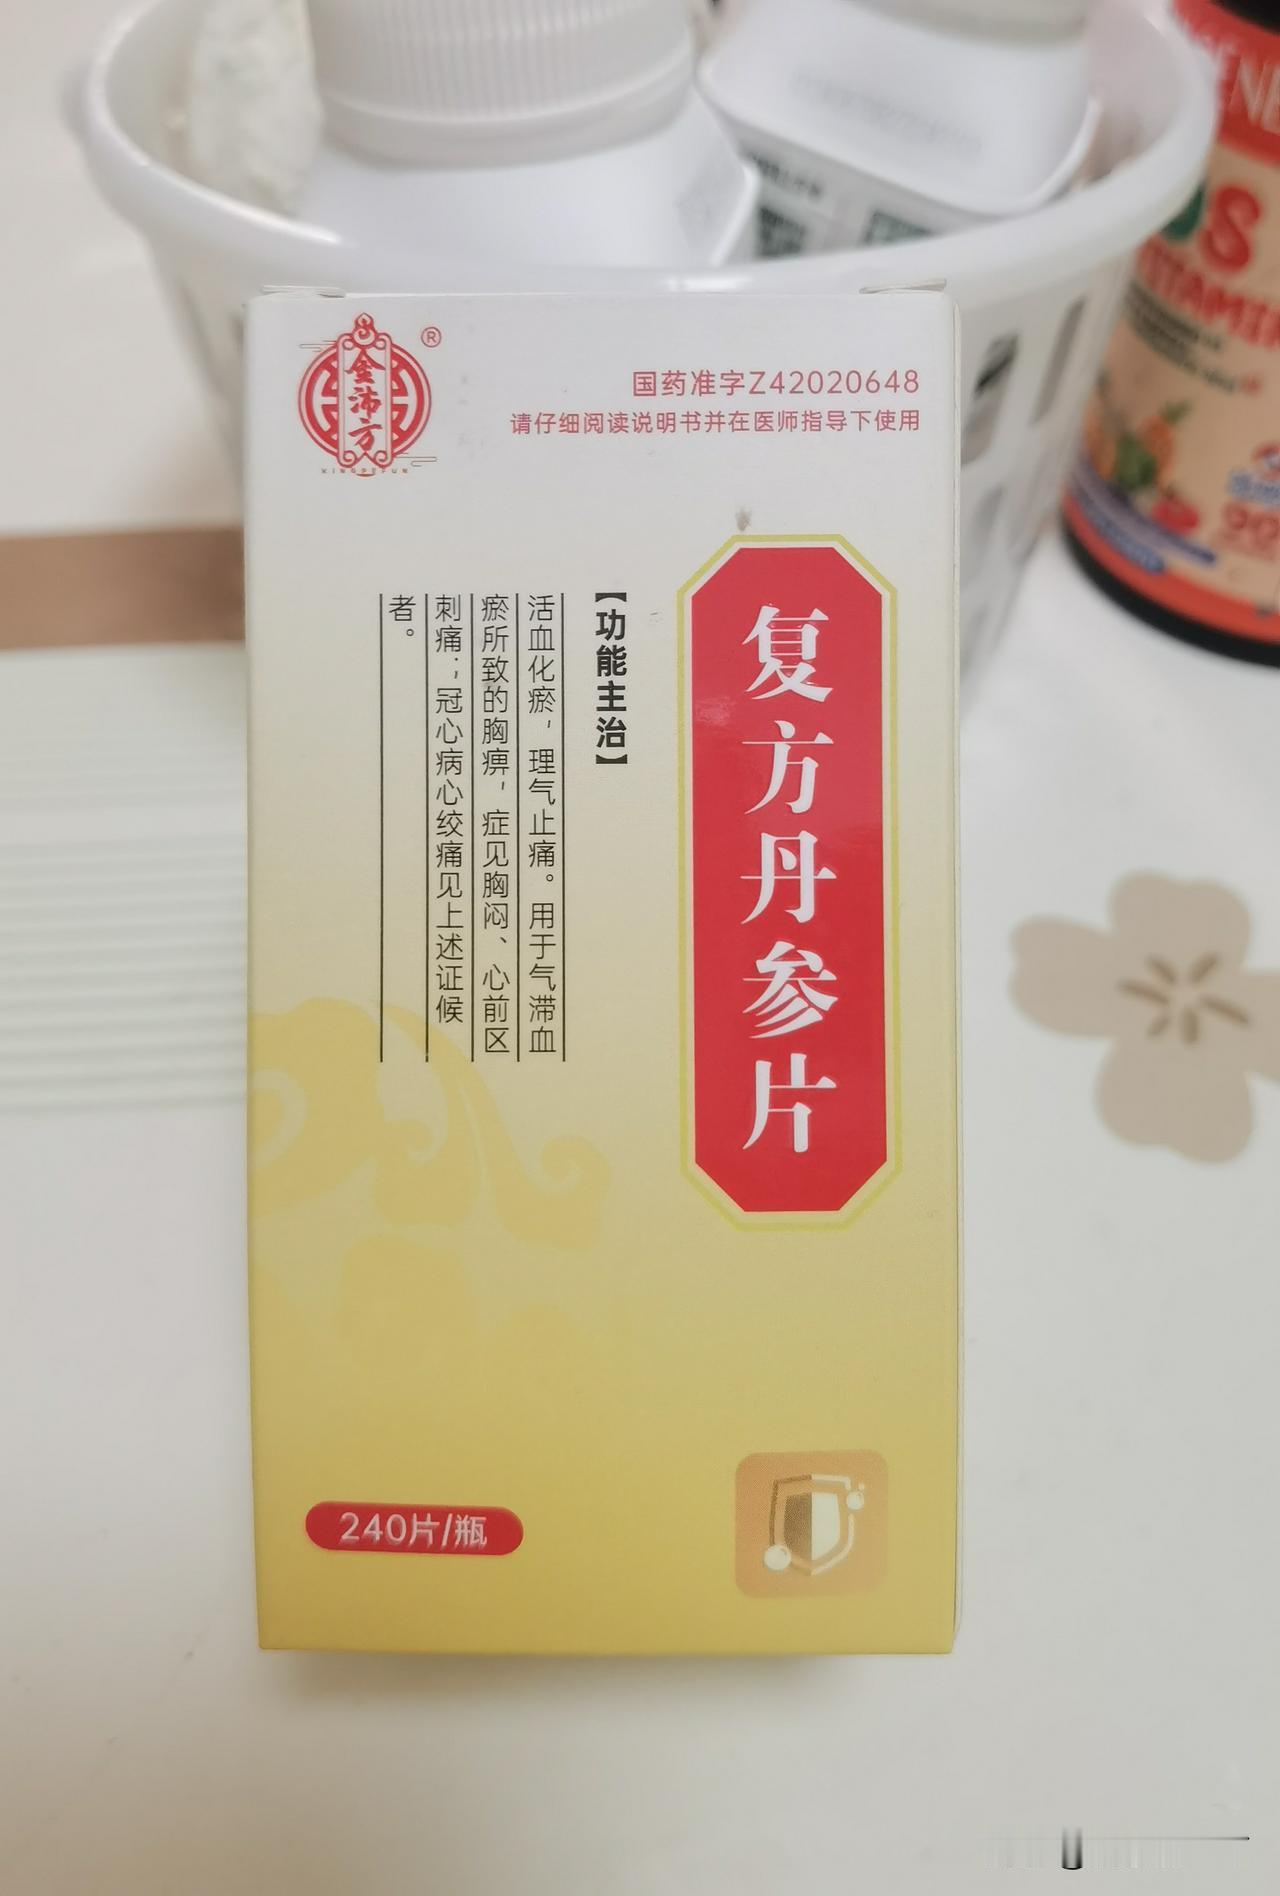 金沛方
®
KINGPEFUN
国药准字Z42020648
请仔细阅读说明书并在医师指导下使用
复方丹参片
【功能主治】
活血化瘀，理气止痛。用于气滞血
瘀所致的胸痹，症见胸闷、心前区
刺痛；冠心病心绞痛见上述证候
者。
240片/瓶
S
90